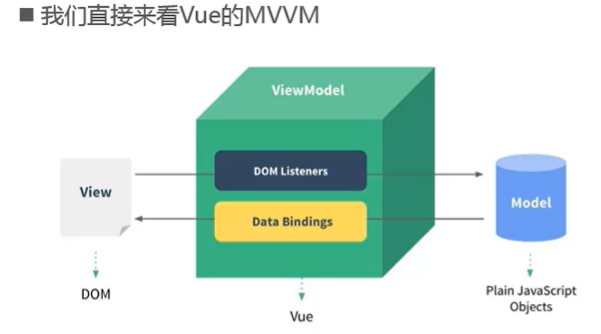 ■ 我们直接来看Vue的MVVM
ViewModel
DOM Listeners
View
Model
Data Bindings
DOM
Vue
Plain JavaScript
Objects